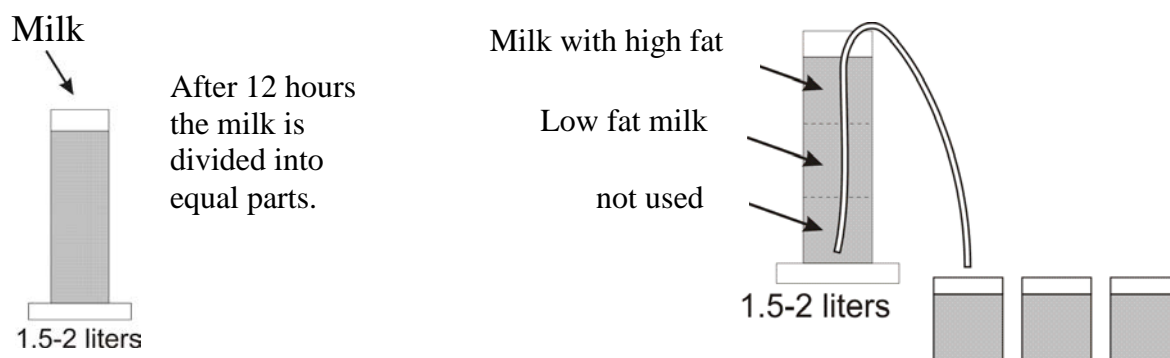 Milk
After 12 hours
the milk is
divided into
equal parts.
1.5-2 liters
Milk with high fat
Low fat milk
not used
1.5-2 liters